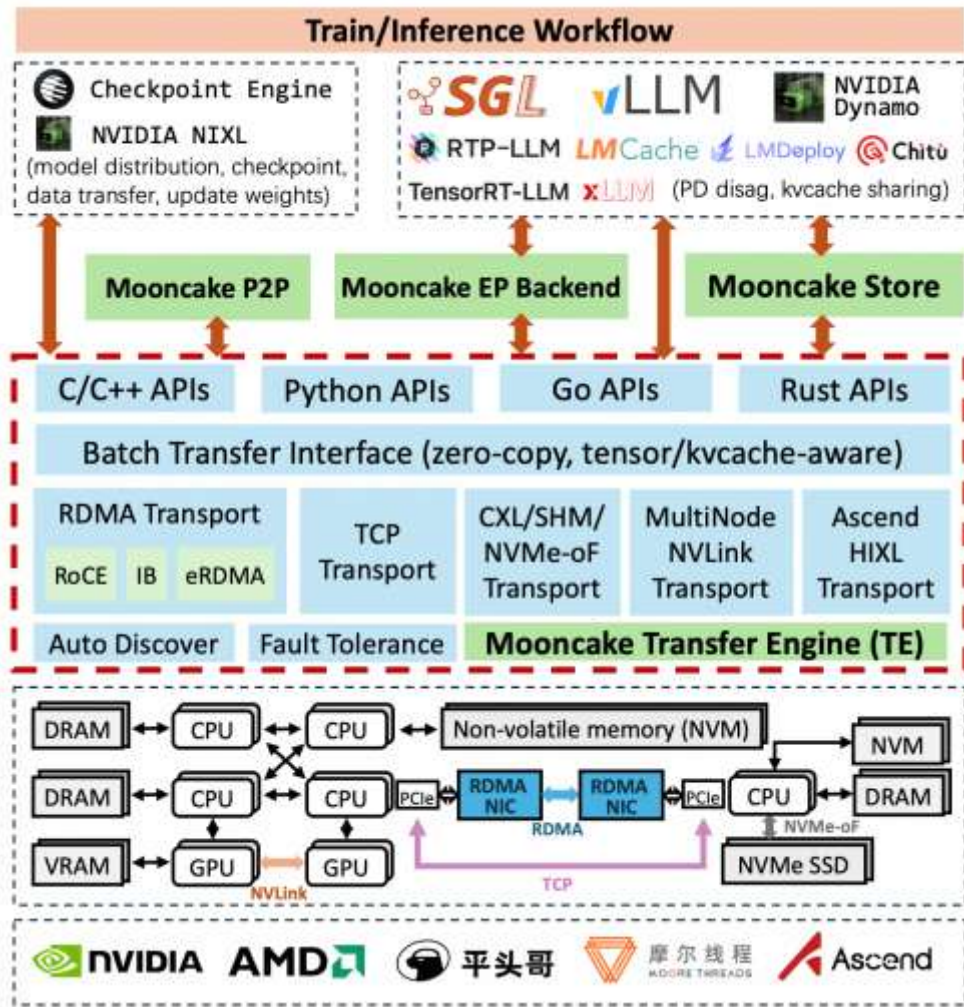 Train/Inference Workflow
Checkpoint Engine
NVIDIA NIXL
(model distribution, checkpoint,
data transfer, update weights)
SGL
vLLM
NVIDIA
Dynamo
RTP-LLM
LMCache
LMDeploy
Chitu
TensorRT-LLM
xLLM
(PD disag, kvcache sharing)
Mooncake P2P
Mooncake EP Backend
Mooncake Store
C/C++ APIs
Python APIs
Go APIs
Rust APIs
Batch Transfer Interface (zero-copy, tensor/kvcache-aware)
RDMA Transport
RoCE
IB
eRDMA
TCP
Transport
CXL/SHM/
NVMe-oF
Transport
MultiNode
NVLink
Transport
Ascend
HIXL
Transport
Auto Discover
Fault Tolerance
Mooncake Transfer Engine (TE)
DRAM
CPU
CPU
Non-volatile memory (NVM)
NVM
DRAM
CPU
CPU
PCIe
RDMA
NIC
RDMA
RDMA
NIC
PCIe
CPU
DRAM
NVMe-oF
VRAM
GPU
NVLink
GPU
TCP
NVMe SSD
NVIDIA
AMD
平头哥
摩尔线程
MOORE THREADS
Ascend